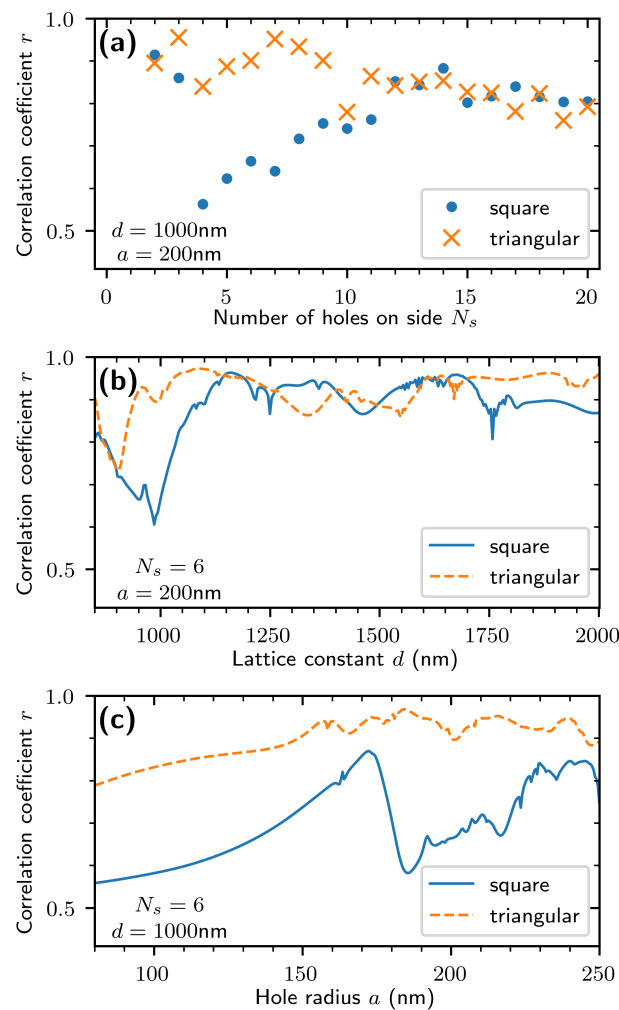 (a)
Correlation coefficient r
1.0
0.5
d = 1000nm
a = 200nm
square
triangular
0 5 10 15 20
Number of holes on side N_s
(b)
Correlation coefficient r
1.0
0.5
N_s = 6
a = 200nm
square
triangular
1000 1250 1500 1750 2000
Lattice constant d (nm)
(c)
Correlation coefficient r
1.0
0.5
N_s = 6
d = 1000nm
square
triangular
100 150 200 250
Hole radius a (nm)